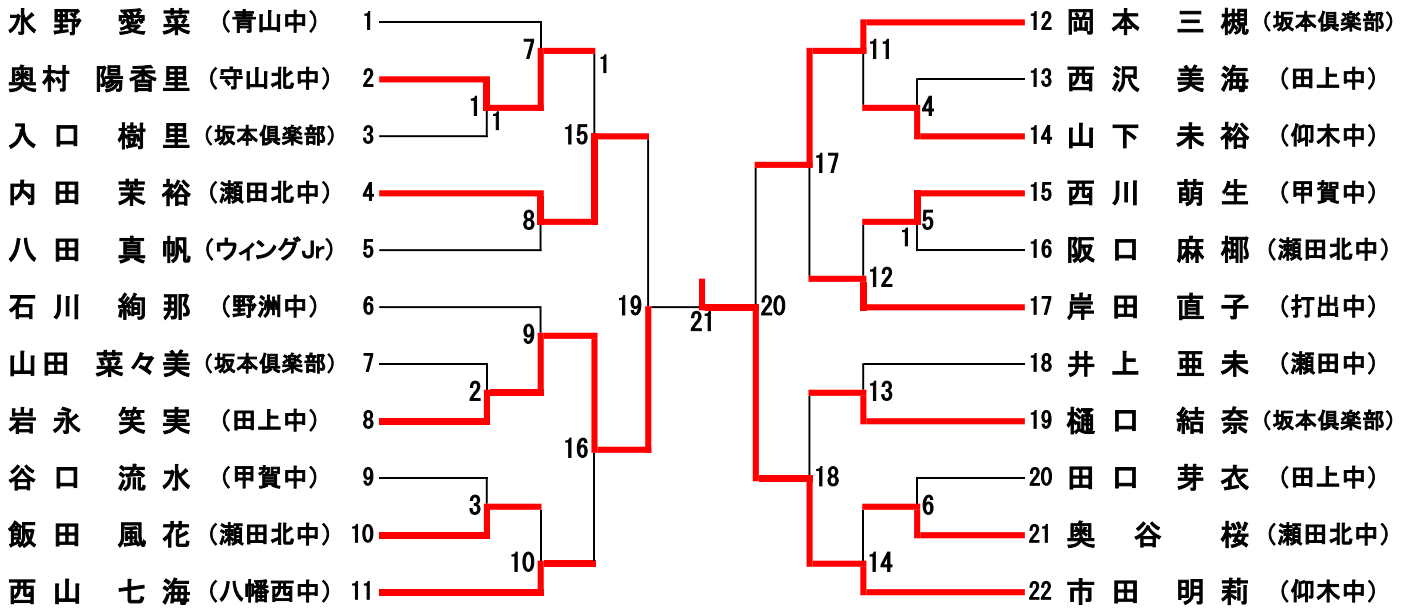 水野 愛菜 （青山中） 1
奥村 陽香里 （守山北中） 2
入口 樹里 （坂本倶楽部） 3
内田 茉裕 （瀬田北中） 4
八田 真帆 （ウィングJr） 5
石川 絢那 （野洲中） 6
山田 菜々美 （坂本倶楽部） 7
岩永 笑実 （田上中） 8
谷口 流水 （甲賀中） 9
飯田 風花 （瀬田北中） 10
西山 七海 （八幡西中） 11
7
1
1
1
15
8
19
9
2
16
3
10
21
20
11
4
17
5
1
12
13
18
6
14
12 岡本 三槻 （坂本倶楽部）
13 西沢 美海 （田上中）
14 山下 未裕 （仰木中）
15 西川 萌生 （甲賀中）
16 阪口 麻椰 （瀬田北中）
17 岸田 直子 （打出中）
18 井上 亜未 （瀬田中）
19 樋口 結奈 （坂本倶楽部）
20 田口 芽衣 （田上中）
21 奥谷 桜 （瀬田北中）
22 市田 明莉 （仰木中）